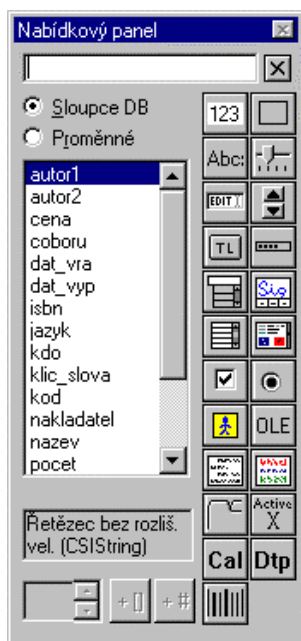 Nabídkový panel
Sloupce DB
Proměnné
autor1
autor2
cena
coboru
dat_vra
dat_vyp
isbn
jazyk
kdo
klic_slova
kod
nakladatel
nazev
pocet
Řetězec bez rozliš.
vel. (CSIString)
+ []
+ #
123
Abc:
EDIT
TL
Sig
OLE
Active
X
Cal
Dtp